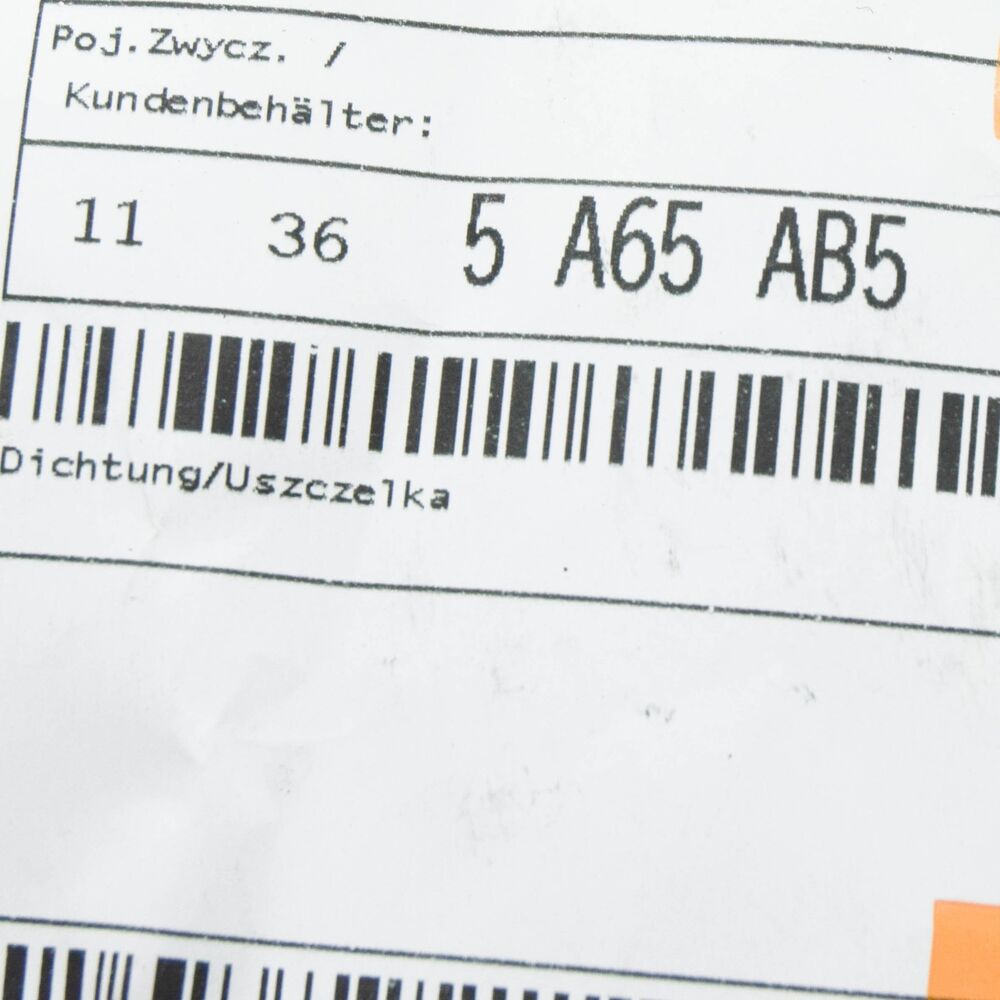 Poj.Zwycz. /
Kundenbehälter:
11 36 5 A65 AB5
Dichtung/Uszczelka